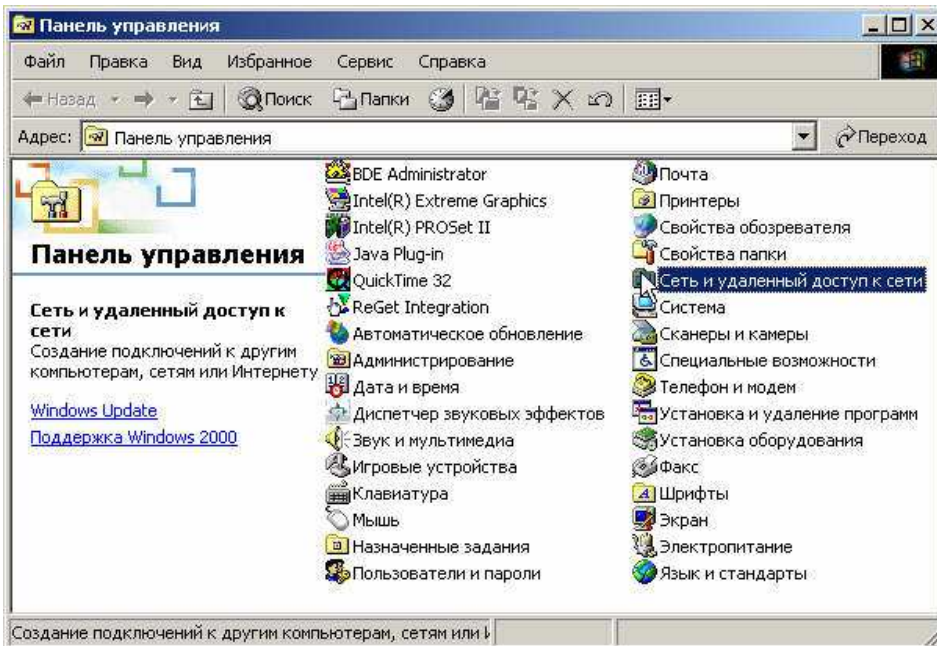 Панель управления
Файл Правка Вид Избранное Сервис Справка
Назад Поиск Папки
Адрес: Панель управления Переход
Панель управления
Сеть и удаленный доступ к
сети
Создание подключений к другим
компьютерам, сетям или Интернету
Windows Update
Поддержка Windows 2000
BDE Administrator
Intel(R) Extreme Graphics
Intel(R) PROSet II
Java Plug-in
QuickTime 32
ReGet Integration
Автоматическое обновление
Администрирование
Дата и время
Диспетчер звуковых эффектов
Звук и мультимедиа
Игровые устройства
Клавиатура
Мышь
Назначенные задания
Пользователи и пароли
Почта
Принтеры
Свойства обозревателя
Свойства папки
Сеть и удаленный доступ к сети
Система
Сканеры и камеры
Специальные возможности
Телефон и модем
Установка и удаление программ
Установка оборудования
Факс
Шрифты
Экран
Электропитание
Язык и стандарты
Создание подключений к другим компьютерам, сетям или